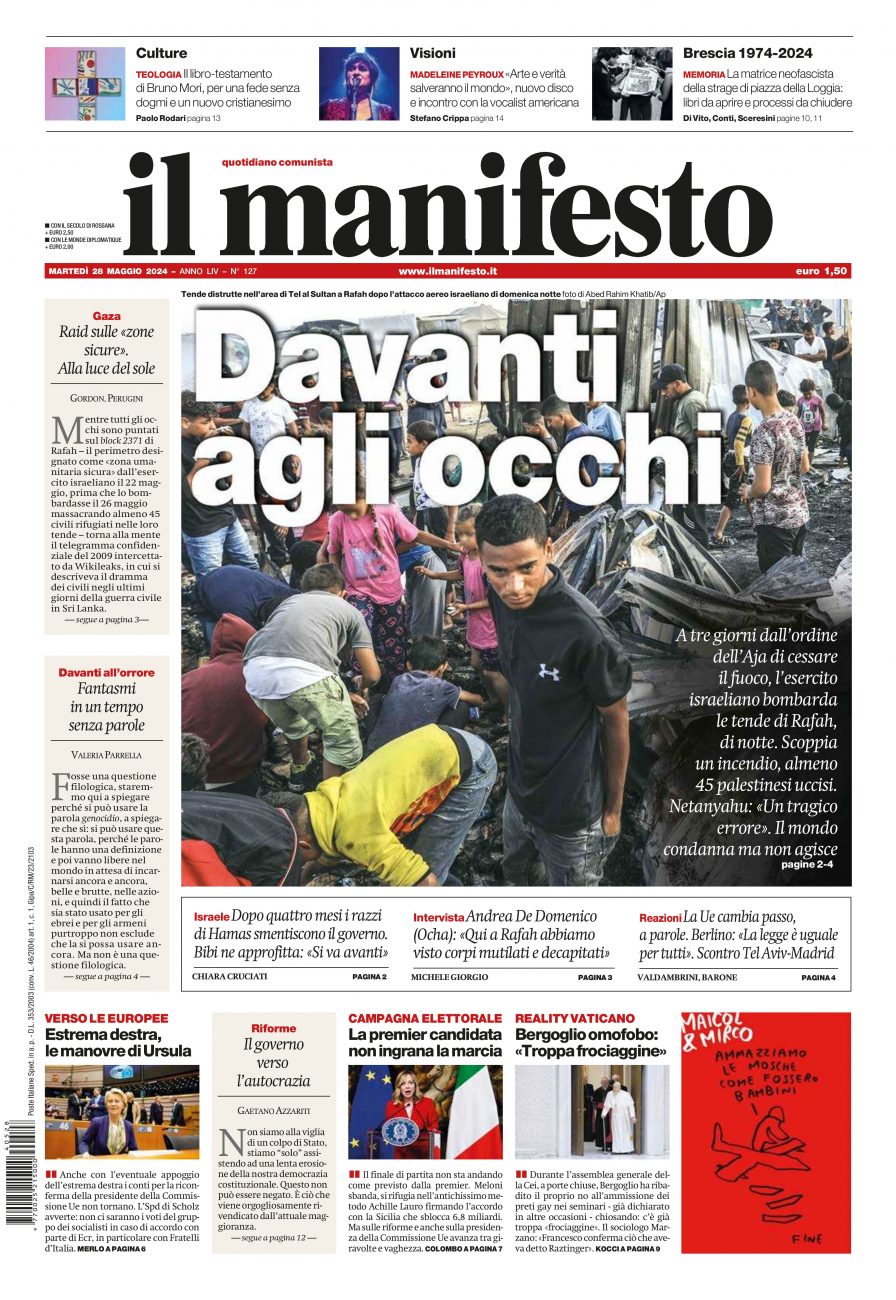 Culture
TEOLOGIA Il libro-testamento
di Bruno Mori, per una fede senza
dogmi e un nuovo cristianesimo
Paolo Rodari pagina 13
Visioni
MADELEINE PEYROUX «Arte e verità
salveranno il mondo», nuovo disco
e incontro con la vocalist americana
Stefano Crippa pagina 14
Brescia 1974-2024
MEMORIA La matrice neofascista
della strage di piazza della Loggia:
libri da aprire e processi da chiudere
Di Vito, Conti, Sceresini pagine 10, 11
quotidiano comunista
il manifesto
■ CON IL SECOLO DI ROSSANA
+ EURO 2,50
■ CON LE MONDE DIPLOMATIQUE
+ EURO 2,00
MARTEDÌ 28 MAGGIO 2024 – ANNO LIV – N° 127
www.ilmanifesto.it
euro 1,50
Tende distrutte nell'area di Tel al Sultan a Rafah dopo l'attacco aereo israeliano di domenica notte foto di Abed Rahim Khatib/Ap
Davanti
agli occhi
A tre giorni dall'ordine
dell'Aja di cessare
il fuoco, l'esercito
israeliano bombarda
le tende di Rafah,
di notte. Scoppia
un incendio, almeno
45 palestinesi uccisi.
Netanyahu: «Un tragico
errore». Il mondo
condanna ma non agisce
pagine 2-4
Gaza
Raid sulle «zone
sicure».
Alla luce del sole
GORDON, PERUGINI
Mentre tutti gli oc-
chi sono puntati
sul block 2371 di
Rafah – il perimetro desi-
gnato come «zona uma-
nitaria sicura» dall'eser-
cito israeliano il 22 mag-
gio, prima che lo bom-
bardasse il 26 maggio
massacrando almeno 45
civili rifugiati nelle loro
tende – torna alla mente
il telegramma confiden-
ziale del 2009 intercetta-
to da Wikileaks, in cui si
descriveva il dramma
dei civili negli ultimi
giorni della guerra civile
in Sri Lanka.
— segue a pagina 3 —
Davanti all'orrore
Fantasmi
in un tempo
senza parole
VALERIA PARRELLA
Fosse una questione
filologica, starem-
mo qui a spiegare
perché si può usare la
parola genocidio, a spiega-
re che sì: si può usare que-
sta parola, perché le paro-
le hanno una definizione
e poi vanno libere nel
mondo in attesa di incar-
narsi ancora e ancora,
belle e brutte, nelle azio-
ni, e quindi il fatto che
sia stato usato per gli
ebrei e per gli armeni
purtroppo non esclude
che la si possa usare an-
cora. Ma non è una que-
stione filologica.
— segue a pagina 4 —
Israele Dopo quattro mesi i razzi
di Hamas smentiscono il governo.
Bibi ne approfitta: «Si va avanti»
CHIARA CRUCIATI PAGINA 2
Intervista Andrea De Domenico
(Ocha): «Qui a Rafah abbiamo
visto corpi mutilati e decapitati»
MICHELE GIORGIO PAGINA 3
Reazioni La Ue cambia passo,
a parole. Berlino: «La legge è uguale
per tutti». Scontro Tel Aviv-Madrid
VALDAMBRINI, BARONE PAGINA 4
VERSO LE EUROPEE
Estrema destra,
le manovre di Ursula
46
47
Anche con l'eventuale appoggio
dell'estrema destra i conti per la ricon-
ferma della presidente della Commis-
sione Ue non tornano. L'Spd di Scholz
avverte: non ci saranno i voti del grup-
po dei socialisti in caso di accordo con
parte di Ecr, in particolare con Fratelli
d'Italia. MERLO A PAGINA 6
Riforme
Il governo
verso
l'autocrazia
GAETANO AZZARITI
Non siamo alla vigilia
di un colpo di Stato,
stiamo "solo" assi-
stendo ad una lenta erosio-
ne della nostra democrazia
costituzionale. Questo non
può essere negato. È ciò che
viene orgogliosamente ri-
vendicato dall'attuale mag-
gioranza.
— segue a pagina 12 —
CAMPAGNA ELETTORALE
La premier candidata
non ingrana la marcia
Il finale di partita non sta andando
come previsto dalla premier. Meloni
sbanda, si rifugia nell'antichissimo me-
todo Achille Lauro firmando l'accordo
con la Sicilia che sblocca 6,8 miliardi.
Ma sulle riforme e anche sulla presiden-
za della Commissione Ue avanza tra gi-
ravolte e vaghezza. COLOMBO A PAGINA 7
REALITY VATICANO
Bergoglio omofobo:
«Troppa frociaggine»
Durante l'assemblea generale del-
la Cei, a porte chiuse, Bergoglio ha riba-
dito il proprio no all'ammissione dei
preti gay nei seminari - già dichiarato
in altre occasioni - chiosando: c'è già
troppa «frociaggine». Il sociologo Mar-
zano: «Francesco conferma ciò che ave-
va detto Raztinger». KOCCI A PAGINA 9
MAICOL
& MIRCO
AMMAZZIAMO
LE MOSCHE
COME FOSSERO
BAMBINI
FINE
Poste Italiane Sped. in a. p. - D.L. 353/2003 (conv. L. 46/2004) art. 1, c. 1, Gipa/C/RM/23/2103
40528
9 770025 215000